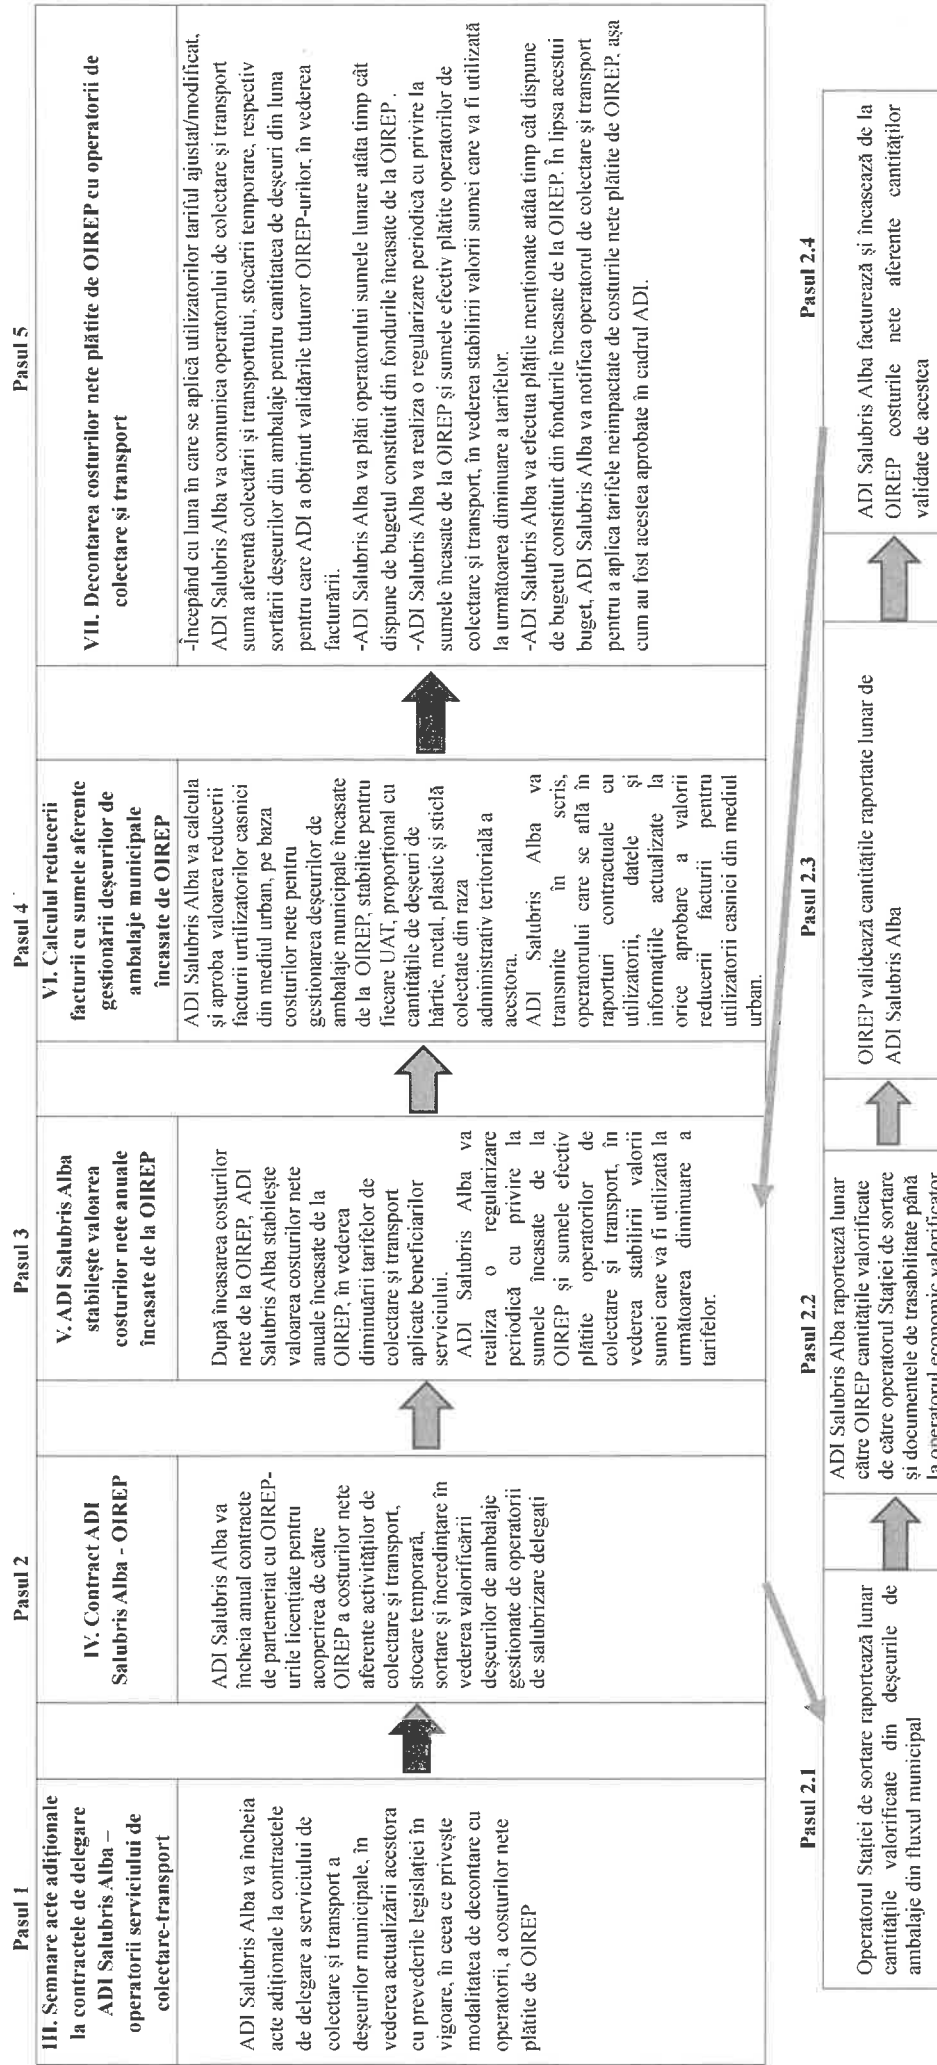 Pasul 1
III. Semnare acte adiționale
la contractele de delegare
ADI Salubris Alba –
operatorii serviciului de
colectare-transport
ADI Salubris Alba va încheia
acte adiționale la contractele
de delegare a serviciului de
colectare și transport a
deșeurilor municipale, în
vederea actualizării acestora
cu prevederile legislației în
vigoare, în ceea ce privește
modalitatea de decontare cu
operatorii, a costurilor nete
plătite de OIREP
Pasul 2
IV. Contract ADI
Salubris Alba - OIREP
ADI Salubris Alba va
încheia anual contracte
de parteneriat cu OIREP-
urile licențiate pentru
acoperirea de către
OIREP a costurilor nete
aferente activităților de
colectare și transport,
stocare temporară,
sortare și încredințare în
vederea valorificării
deșeurilor de ambalaje
gestionate de operatorii
de salubrizare delegați
Pasul 3
V. ADI Salubris Alba
stabilește valoarea
costurilor nete anuale
încasate de la OIREP
După încasarea costurilor
nete de la OIREP, ADI
Salubris Alba stabilește
valoarea costurilor nete
anuale încasate de la
OIREP, în vederea
diminuării tarifelor de
colectare și transport
aplicate beneficiarilor
serviciului.
ADI Salubris Alba va
realiza o regularizare
periodică cu privire la
sumele încasate de la
OIREP și sumele efectiv
plătite operatorilor de
colectare și transport, în
vederea stabilirii valorii
sumei care va fi utilizată la
următoarea diminuare a
tarifelor.
Pasul 4
VI. Calculul reducerii
facturii cu sumele aferente
gestionării deșeurilor de
ambalaje municipale
încasate de OIREP
ADI Salubris Alba va calcula
și aproba valoarea reducerii
facturii utilizatorilor casnici
din mediul urban, pe baza
costurilor nete pentru
gestionarea deșeurilor de
ambalaje municipale încasate
de la OIREP, stabilite pentru
fiecare UAT, proporțional cu
cantitățile de deșeuri de
hârtie, metal, plastic și sticlă
colectate din raza
administrativ teritorială a
acestora.
ADI Salubris Alba va
transmite în scris,
operatorului care se află în
raporturi contractuale cu
utilizatorii, datele și
informațiile actualizate la
orice aprobare a valorii
reducerii facturii pentru
utilizatorii casnici din mediul
urban.
Pasul 5
VII. Decontarea costurilor nete plătite de OIREP cu operatorii de
colectare și transport
-Începând cu luna în care se aplică utilizatorilor tariful ajustat/modificat,
ADI Salubris Alba va comunica operatorului de colectare și transport
suma aferentă colectării și transportului, stocării temporare, respectiv
sortării deșeurilor din ambalaje pentru cantitatea de deșeuri din luna
pentru care ADI a obținut validările tuturor OIREP-urilor, în vederea
facturării.
-ADI Salubris Alba va plăti operatorului sumele lunare atâta timp cât
dispune de bugetul constituit din fondurile încasate de la OIREP .
-ADI Salubris Alba va realiza o regularizare periodică cu privire la
sumele încasate de la OIREP și sumele efectiv plătite operatorilor de
colectare și transport, în vederea stabilirii valorii sumei care va fi utilizată
la următoarea diminuare a tarifelor.
-ADI Salubris Alba va efectua plățile menționate atâta timp cât dispune
de bugetul constituit din fondurile încasate de la OIREP. În lipsa acestui
buget, ADI Salubris Alba va notifica operatorul de colectare și transport
pentru a aplica tarifele neimpactate de costurile nete plătite de OIREP, așa
cum au fost acestea aprobate în cadrul ADI.
Pasul 2.1
Operatorul Stației de sortare raportează lunar
cantitățile valorificate din deșeurile de
ambalaje din fluxul municipal
Pasul 2.2
ADI Salubris Alba raportează lunar
către OIREP cantitățile valorificate
de către operatorul Stației de sortare
și documentele de trasabilitate până
la operatorul economic valorificator
Pasul 2.3
OIREP validează cantitățile raportate lunar de
ADI Salubris Alba
Pasul 2.4
ADI Salubris Alba facturează și încasează de la
OIREP costurile nete aferente cantităților
validate de acestea